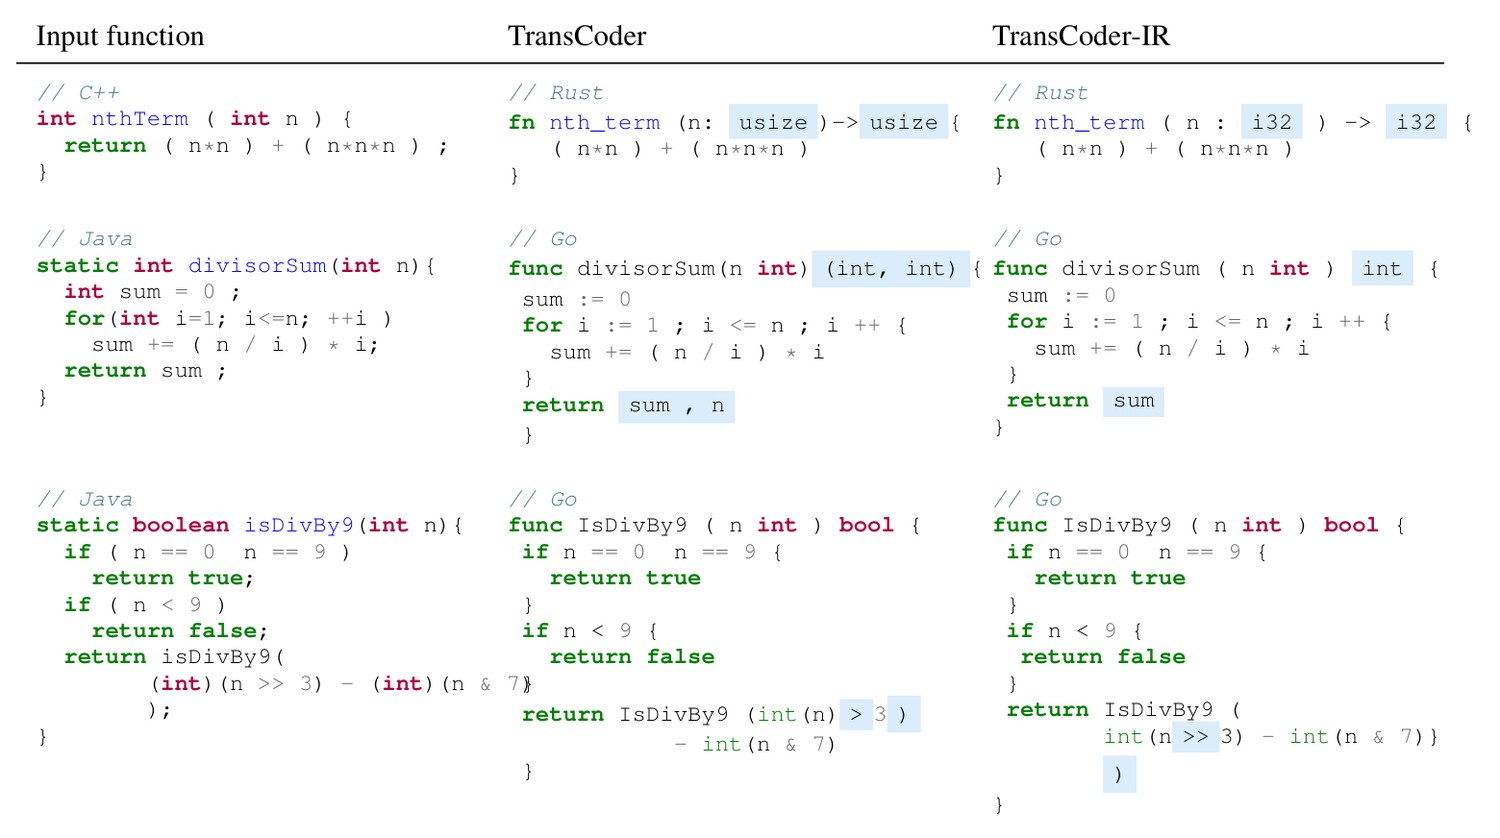 Input function
TransCoder
TransCoder-IR
// C++
int nthTerm ( int n ) {
return ( n*n ) + ( n*n*n ) ;
}
// Rust
fn nth_term (n: usize )-> usize {
( n*n ) + ( n*n*n )
}
// Rust
fn nth_term ( n : i32 ) -> i32 {
( n*n ) + ( n*n*n )
}
// Java
static int divisorSum(int n){
int sum = 0 ;
for(int i=1; i<=n; ++i )
sum += ( n / i ) * i;
return sum ;
}
// Go
func divisorSum(n int) (int, int) {
sum := 0
for i := 1 ; i <= n ; i ++ {
sum += ( n / i ) * i
}
return sum , n
}
// Go
func divisorSum ( n int ) int {
sum := 0
for i := 1 ; i <= n ; i ++ {
sum += ( n / i ) * i
}
return sum
}
// Java
static boolean isDivBy9(int n){
if ( n == 0 n == 9 )
return true;
if ( n < 9 )
return false;
return isDivBy9(
(int)(n >> 3) - (int)(n & 7)
);
}
// Go
func IsDivBy9 ( n int ) bool {
if n == 0 n == 9 {
return true
}
if n < 9 {
return false
}
return IsDivBy9 (int(n) > 3 )
- int(n & 7)
}
// Go
func IsDivBy9 ( n int ) bool {
if n == 0 n == 9 {
return true
}
if n < 9 {
return false
}
return IsDivBy9 (
int(n >> 3) - int(n & 7)}
)
}